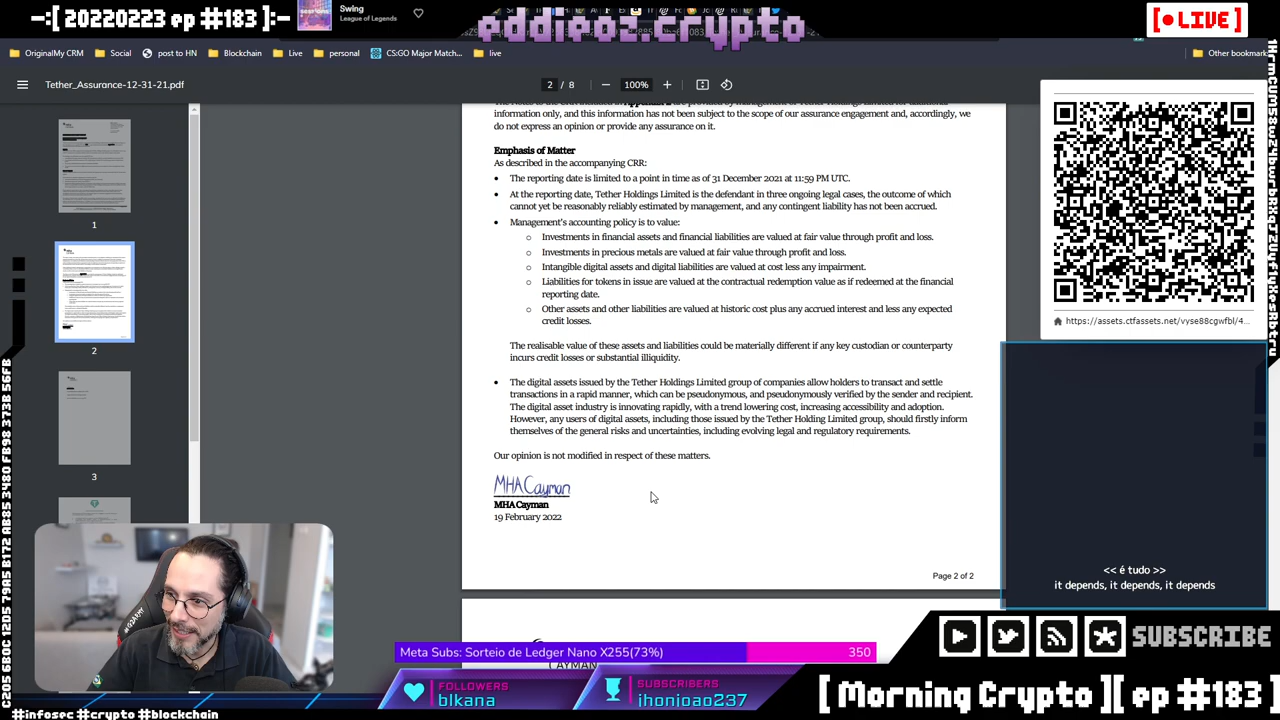 -:[ 20220223 ep #183 ]:-
Swing
League of Legends
eddieoz.crypto
[● LIVE]
OriginalMy CRM
Social
post to HN
Blockchain
Live
personal
CS:GO Major Match...
live
Other bookmark
Tether_Assurance-12-31-21.pdf
2 / 8
100%
1
2
3
information only, and this information has not been subject to the scope of our assurance engagement and, accordingly, we
do not express an opinion or provide any assurance on it.
Emphasis of Matter
As described in the accompanying CRR:
• The reporting date is limited to a point in time as of 31 December 2021 at 11:59 PM UTC.
• At the reporting date, Tether Holdings Limited is the defendant in three ongoing legal cases, the outcome of which
cannot yet be reasonably reliably estimated by management, and any contingent liability has not been accrued.
• Management's accounting policy is to value:
o Investments in financial assets and financial liabilities are valued at fair value through profit and loss.
o Investments in precious metals are valued at fair value through profit and loss.
o Intangible digital assets and digital liabilities are valued at cost less any impairment.
o Liabilities for tokens in issue are valued at the contractual redemption value as if redeemed at the financial
reporting date.
o Other assets and other liabilities are valued at historic cost plus any accrued interest and less any expected
credit losses.
The realisable value of these assets and liabilities could be materially different if any key custodian or counterparty
incurs credit losses or substantial illiquidity.
• The digital assets issued by the Tether Holdings Limited group of companies allow holders to transact and settle
transactions in a rapid manner, which can be pseudonymous, and pseudonymously verified by the sender and recipient.
The digital asset industry is innovating rapidly, with a trend lowering cost, increasing accessibility and adoption.
However, any users of digital assets, including those issued by the Tether Holding Limited group, should firstly inform
themselves of the general risks and uncertainties, including evolving legal and regulatory requirements.
Our opinion is not modified in respect of these matters.
MHA Cayman
MHA Cayman
19 February 2022
Page 2 of 2
CAYMAN
https://assets.ctfassets.net/vyse88cgwfbl/4...
<< é tudo >>
it depends, it depends, it depends
Meta Subs: Sorteio de Ledger Nano X255(73%)
350
FOLLOWERS
blkana
SUBSCRIBERS
ihonjoao237
SUBSCRIBE
[ Morning Crypto ][ ep #183 ]
#crypto #blockchain